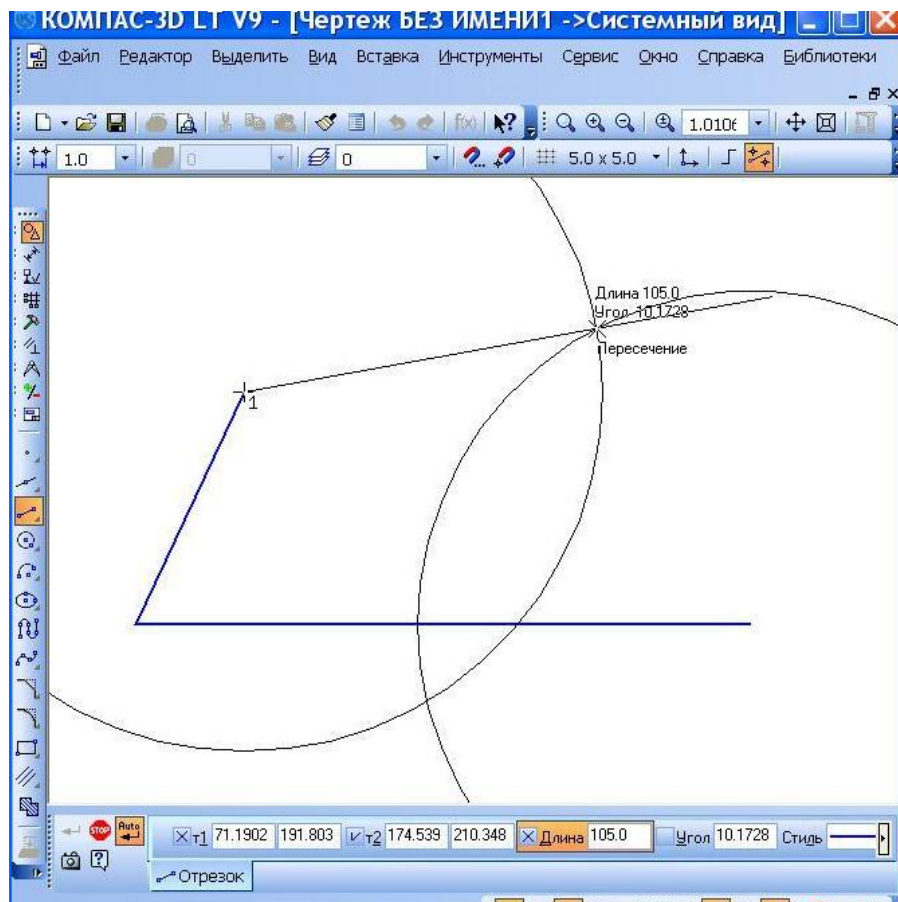 КОМПАС-3D LT V9 - [Чертеж БЕЗ ИМЕНИ1 ->Системный вид]
Файл Редактор Выделить Вид Вставка Инструменты Сервис Окно Справка Библиотеки
f(x) 1.0106
1.0 0 0 5.0 x 5.0
Длина 105.0
Угол 10.1728
Пересечение
1
STOP Auto т1 71.1902 191.803 т2 174.539 210.348 Длина 105.0 Угол 10.1728 Стиль
Отрезок